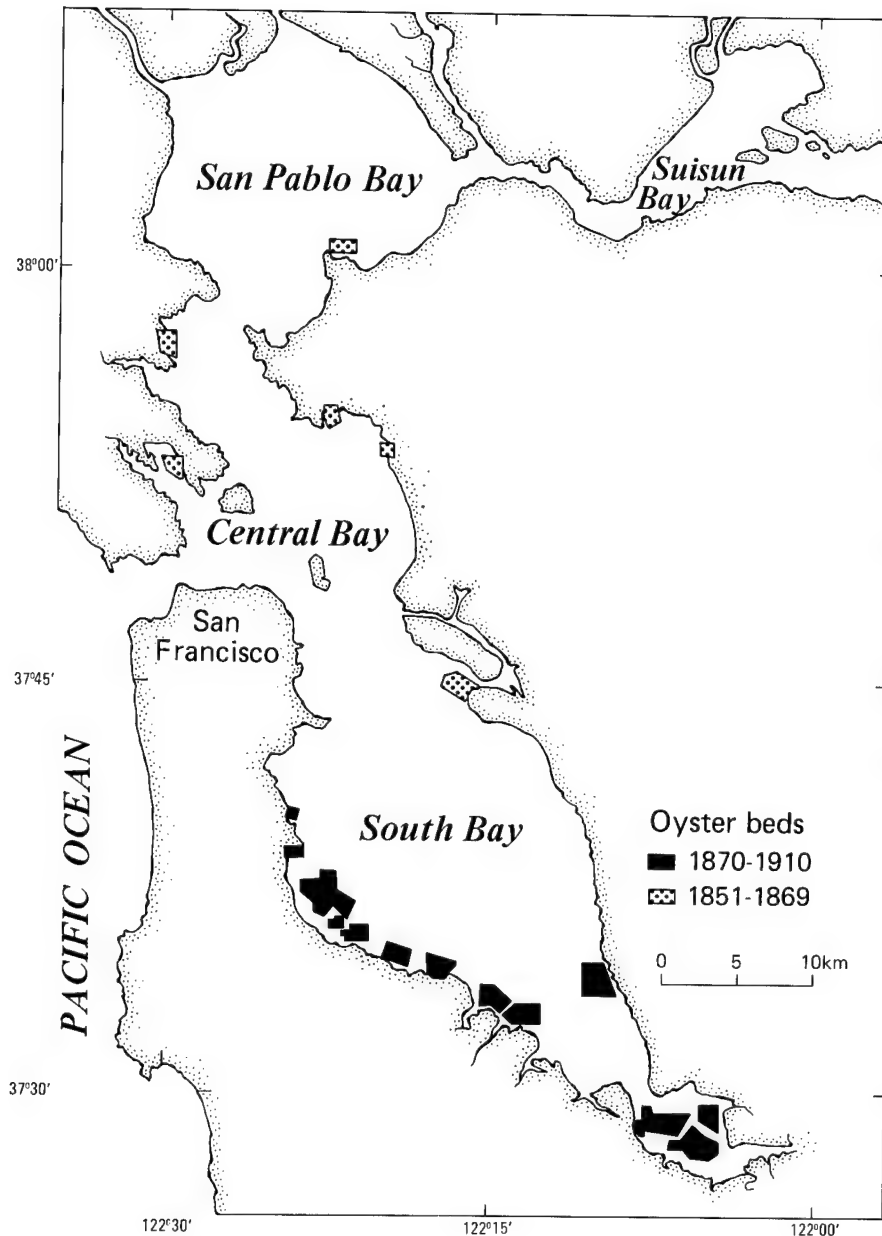 San Pablo Bay
Suisun
Bay
38°00'
Central Bay
San
Francisco
37°45'
PACIFIC OCEAN
South Bay
Oyster beds
1870-1910
1851-1869
0 5 10km
37°30'
122°30' 122°15' 122°00'